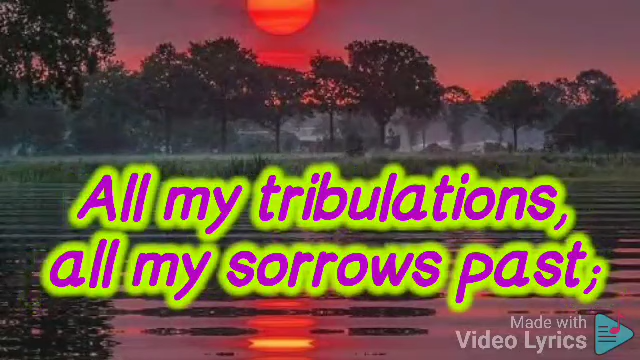 All my tribulations,
all my sorrows past;
Made with
Video Lyrics